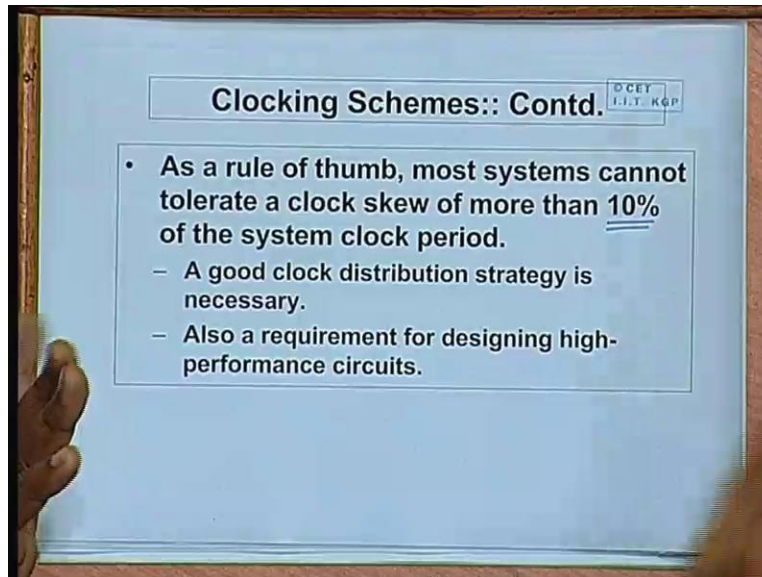 Clocking Schemes:: Contd.
© CET
I.I.T. KGP
• As a rule of thumb, most systems cannot
tolerate a clock skew of more than 10%
of the system clock period.
– A good clock distribution strategy is
necessary.
– Also a requirement for designing high-
performance circuits.